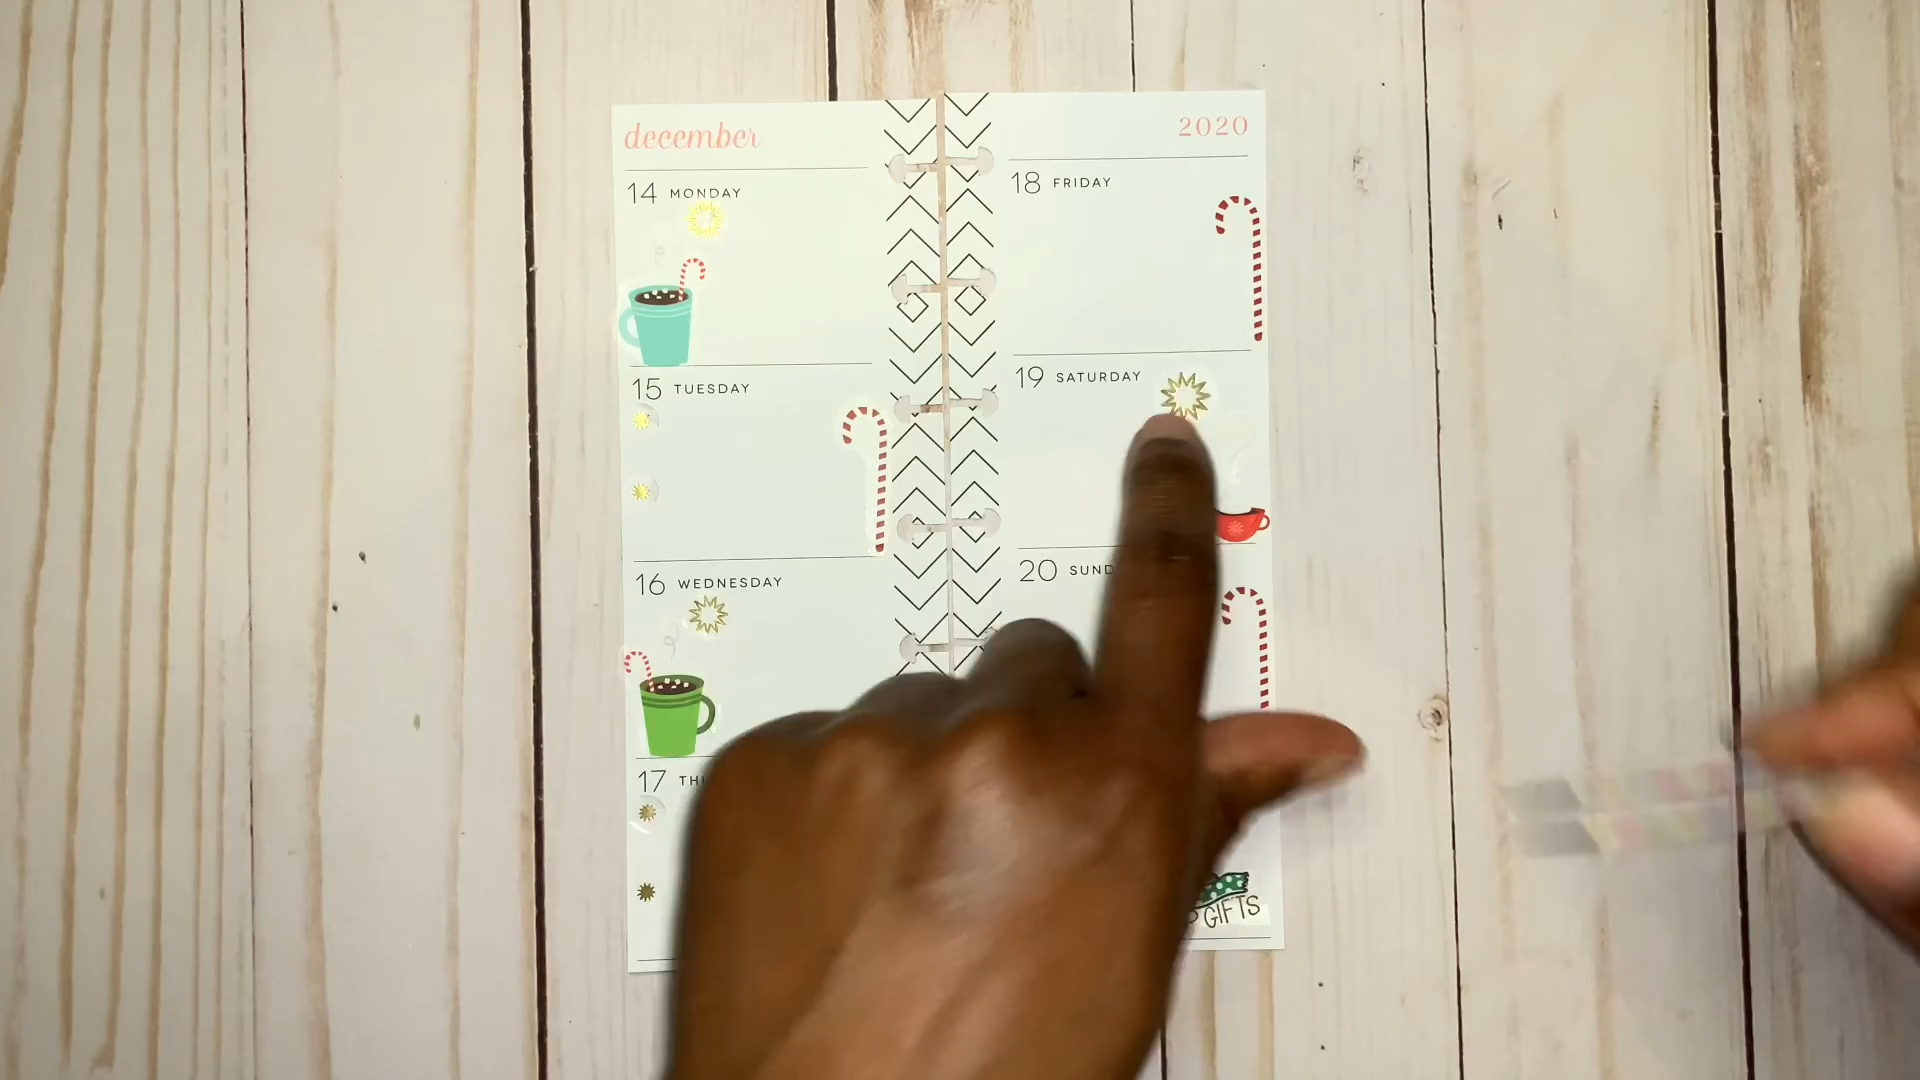 december
14 MONDAY
15 TUESDAY
16 WEDNESDAY
17
2020
18 FRIDAY
19 SATURDAY
20
GIFTS